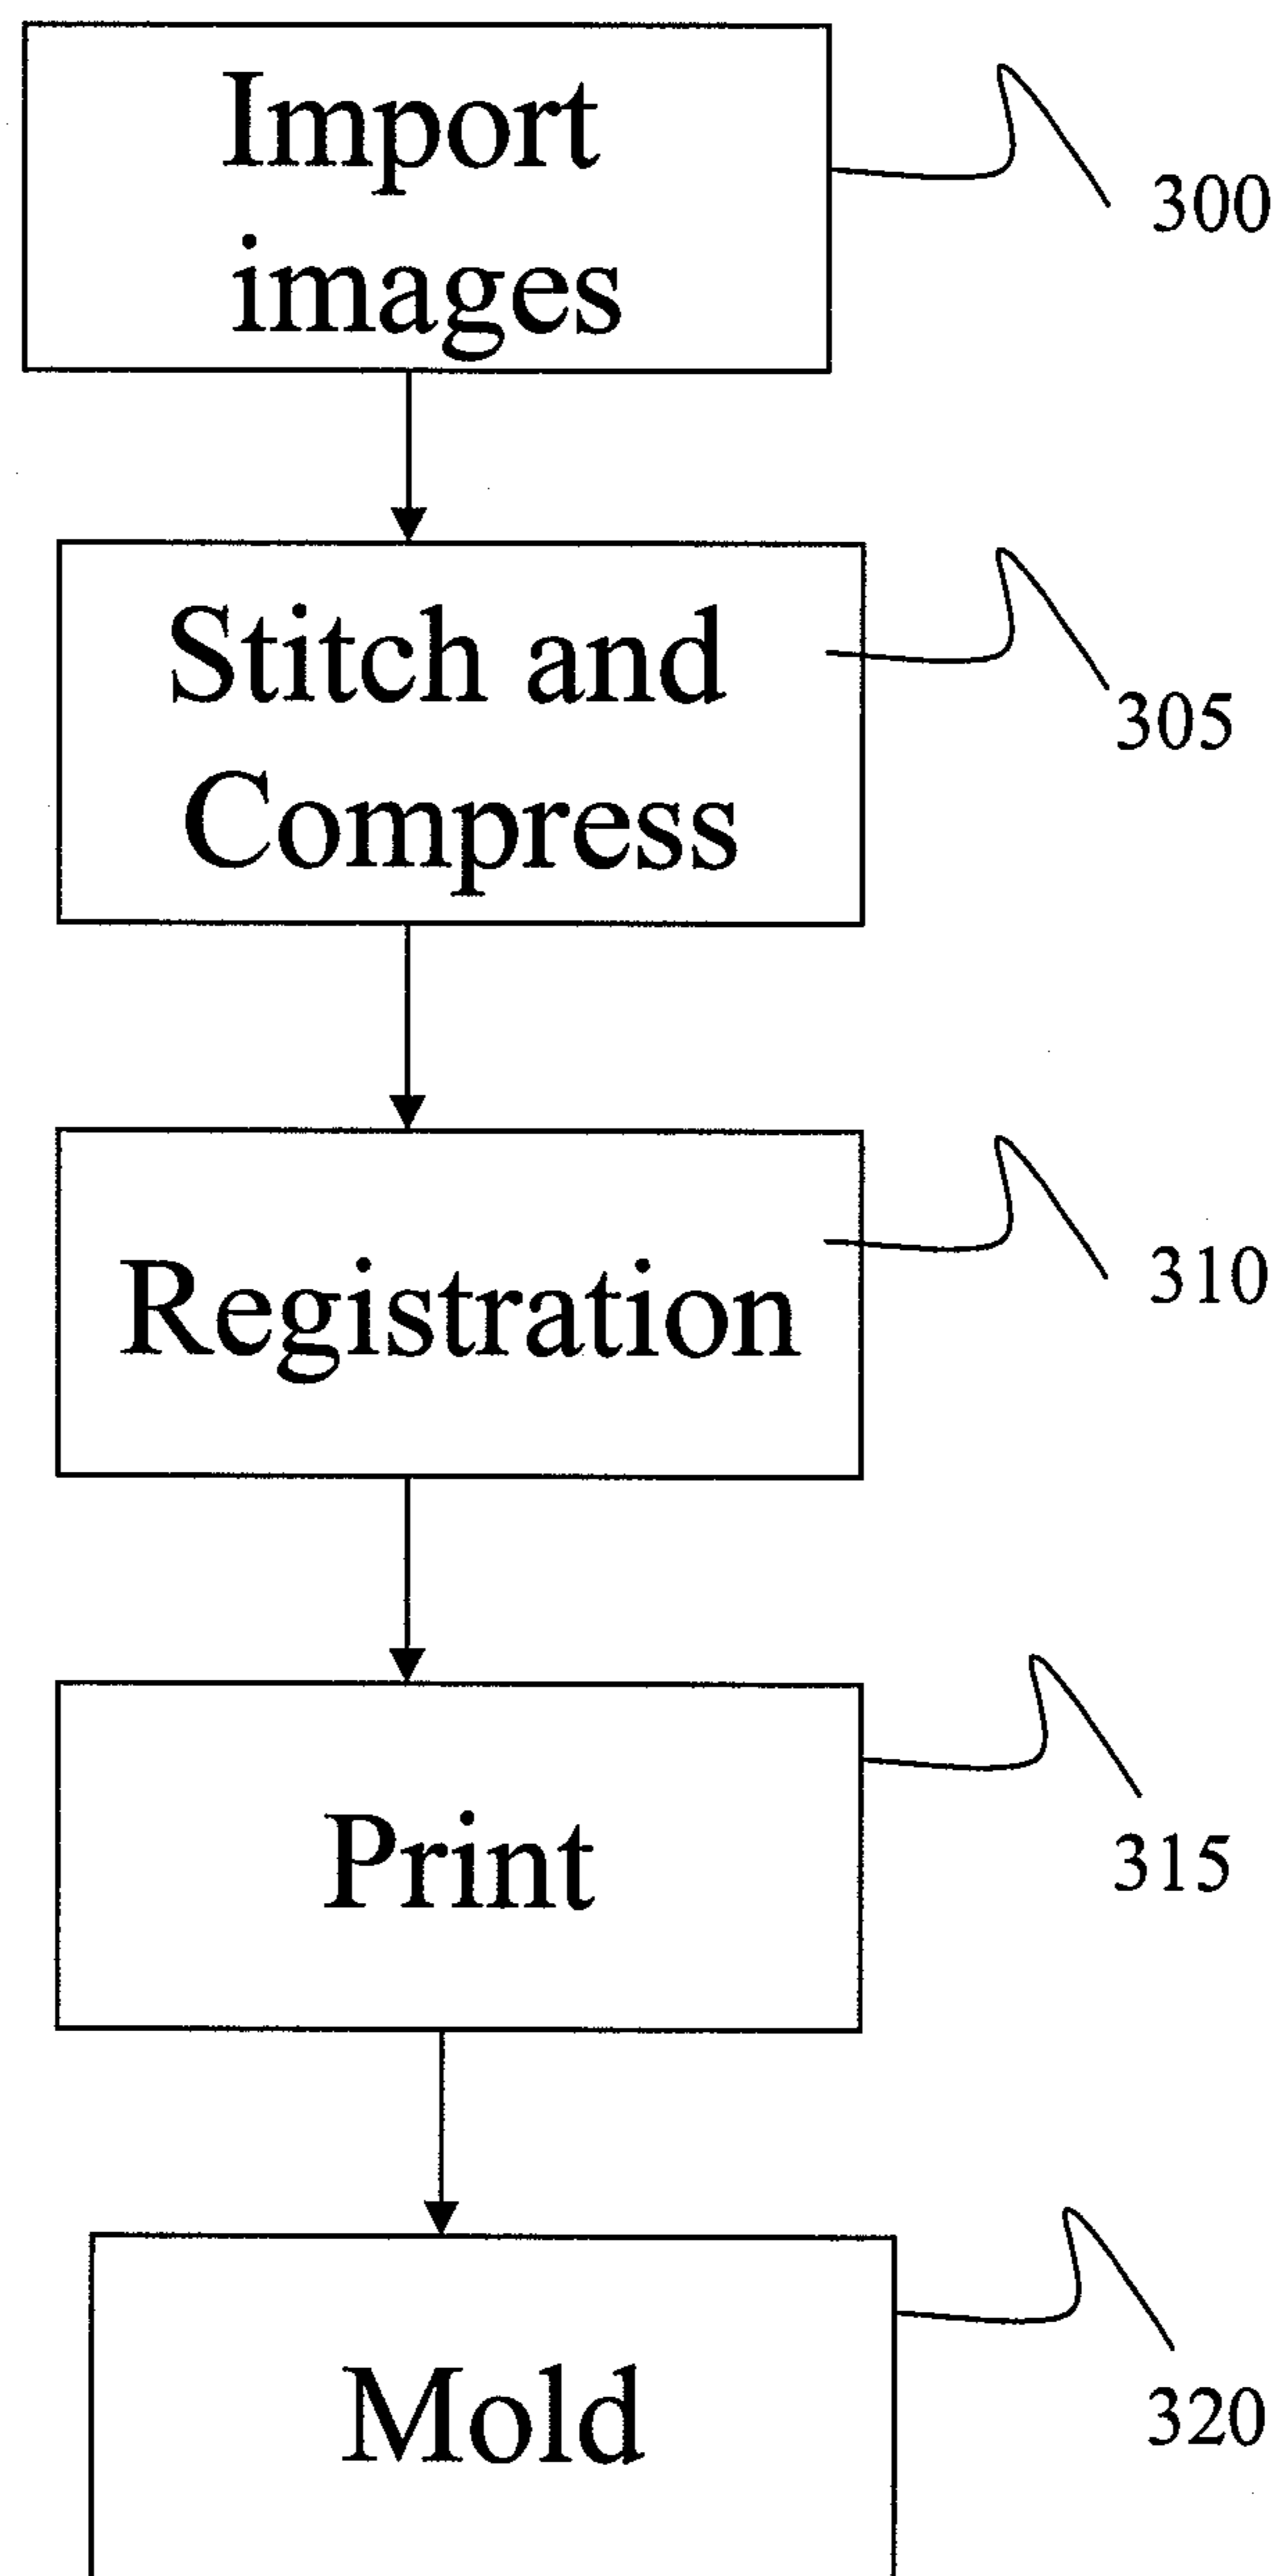 Import
images
300
Stitch and
Compress
305
Registration
310
Print
315
Mold
320